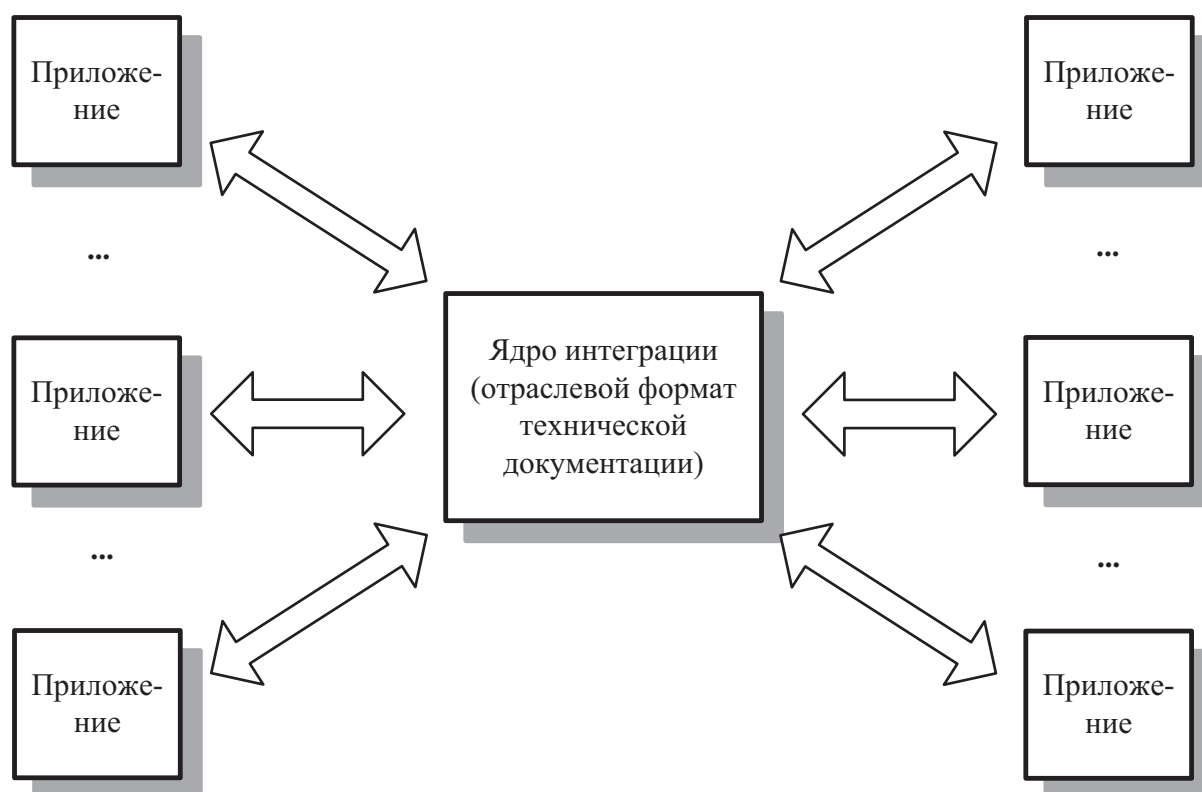 Приложе-
ние
Приложе-
ние
...
...
Ядро интеграции
(отраслевой формат
технической
документации)
Приложе-
ние
Приложе-
ние
...
...
Приложе-
ние
Приложе-
ние